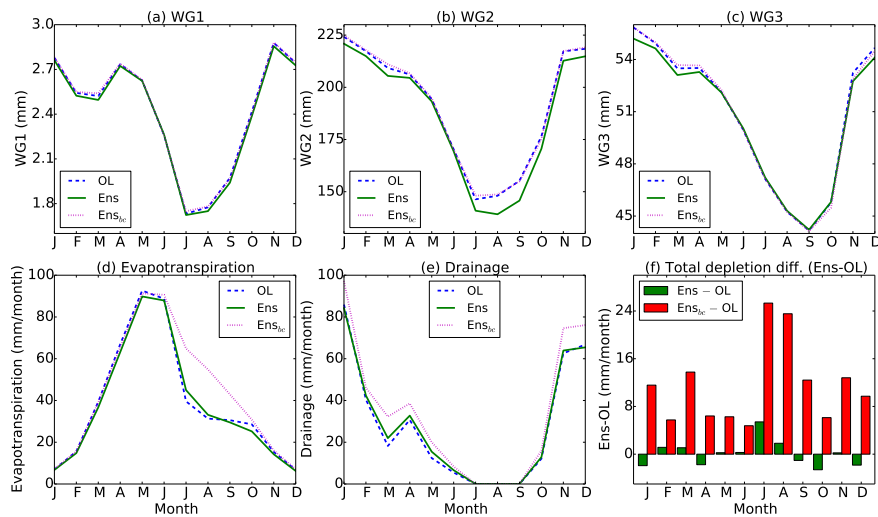 (a) WG1
WG1 (mm)
3.0
2.7
2.4
2.1
1.8
OL
Ens
Ens_bc
J F M A M J J A S O N D
(b) WG2
WG2 (mm)
225
200
175
150
OL
Ens
Ens_bc
J F M A M J J A S O N D
(c) WG3
WG3 (mm)
54
51
48
45
OL
Ens
Ens_bc
J F M A M J J A S O N D
(d) Evapotranspiration
Evapotranspiration (mm/month)
100
80
60
40
20
0
OL
Ens
Ens_bc
J F M A M J J A S O N D
Month
(e) Drainage
Drainage (mm/month)
100
80
60
40
20
0
OL
Ens
Ens_bc
J F M A M J J A S O N D
Month
(f) Total depletion diff. (Ens-OL)
Ens-OL (mm/month)
24
16
8
0
Ens − OL
Ens_bc − OL
J F M A M J J A S O N D
Month